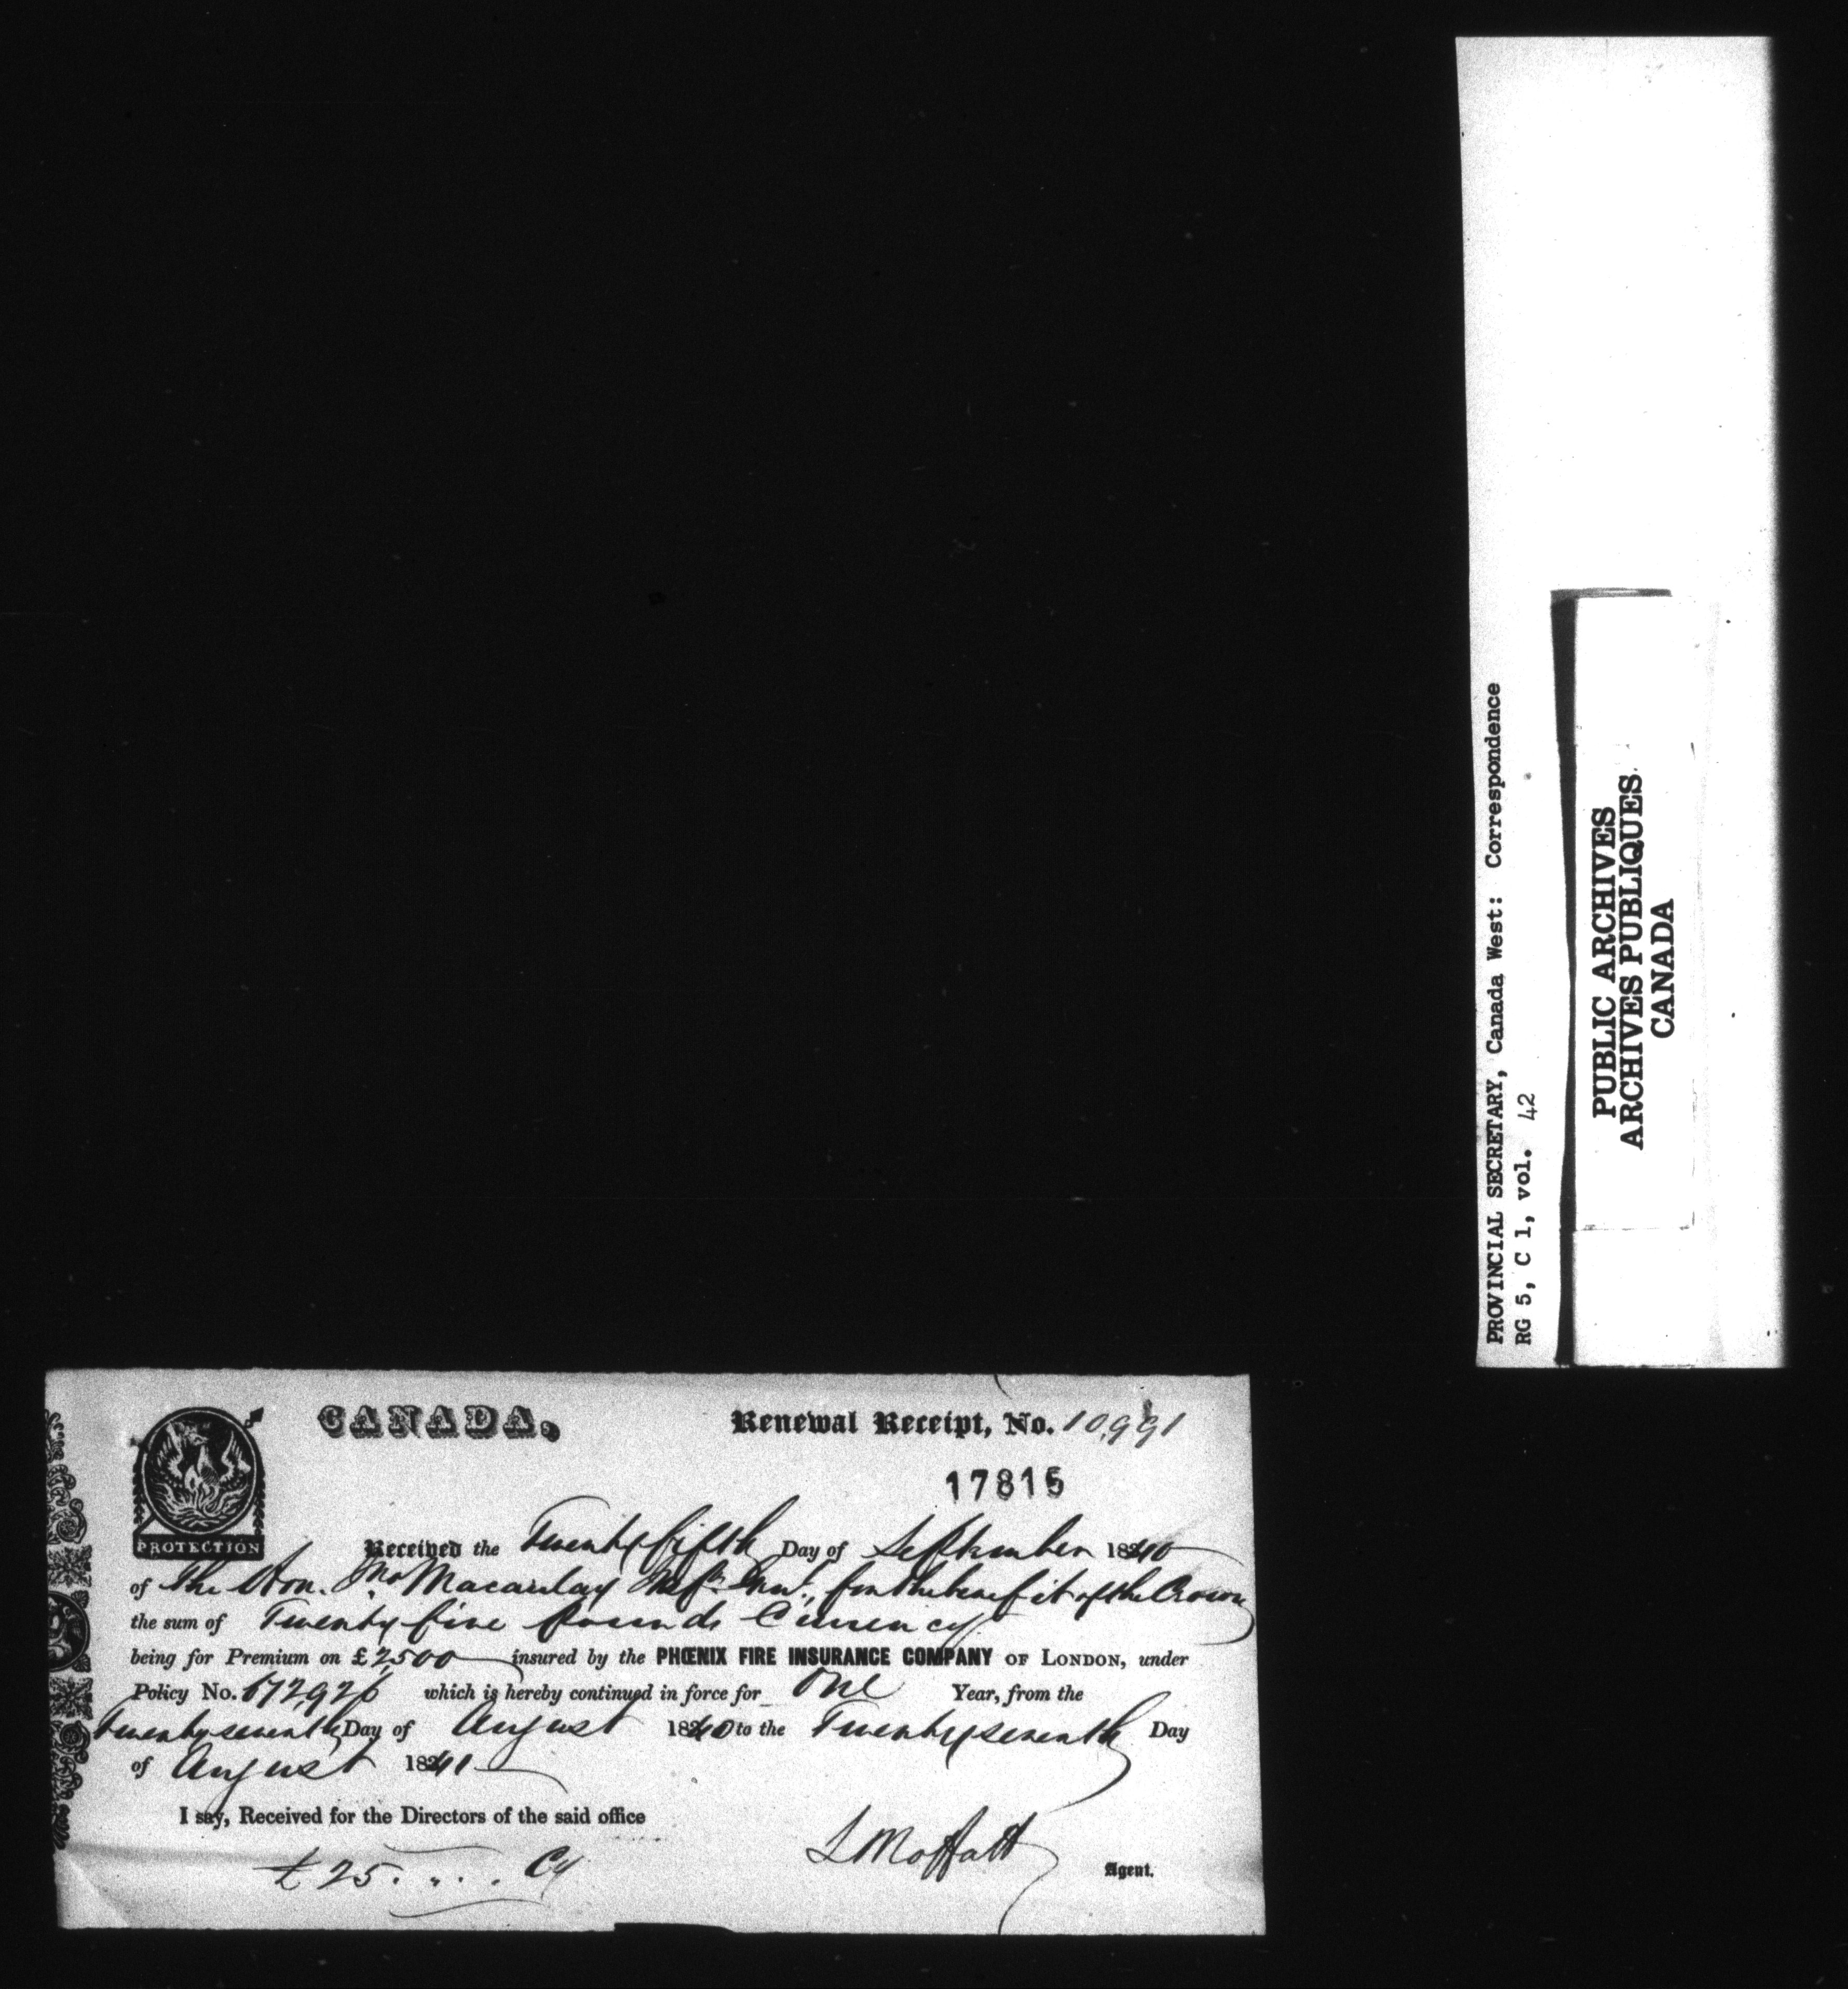 CANADA,
Renewal Receipt, No. 10,991
17815
PROTECTION
Received the Twenty fifth Day of September 1840
of The Hon. Jno Macaulay for the benefit of the Crown
the sum of Twenty five Pounds Currency
being for Premium on £2,500 insured by the PHŒNIX FIRE INSURANCE COMPANY OF LONDON, under
Policy No. 672,926 which is hereby continued in force for One Year, from the
Twenty seventh Day of August 1840 to the Twenty seventh Day
of August 1841
I say, Received for the Directors of the said office
£25. .. . Cy
L Moffatt
Agent.
PROVINCIAL SECRETARY, Canada West: Correspondence
RG 5, C 1, vol. 42
PUBLIC ARCHIVES
ARCHIVES PUBLIQUES
CANADA